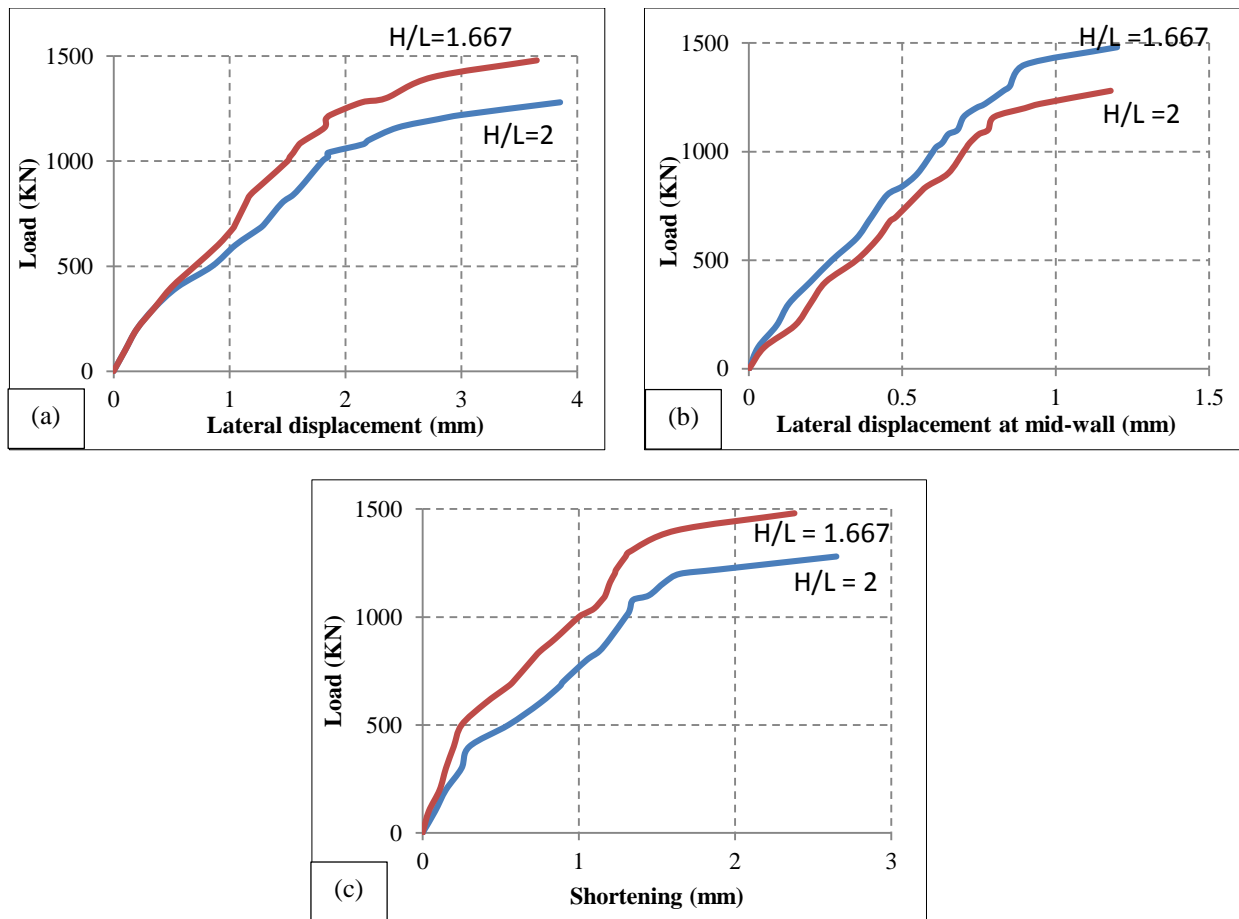 H/L=1.667
1500
1000
500
0
H/L=2
Load (KN)
0
1
2
3
4
Lateral displacement (mm)
(a)
H/L =1.667
1500
1000
500
0
H/L =2
Load (KN)
0
0.5
1
1.5
Lateral displacement at mid-wall (mm)
(b)
1500
1000
500
0
H/L = 1.667
H/L = 2
Load (KN)
0
1
2
3
Shortening (mm)
(c)